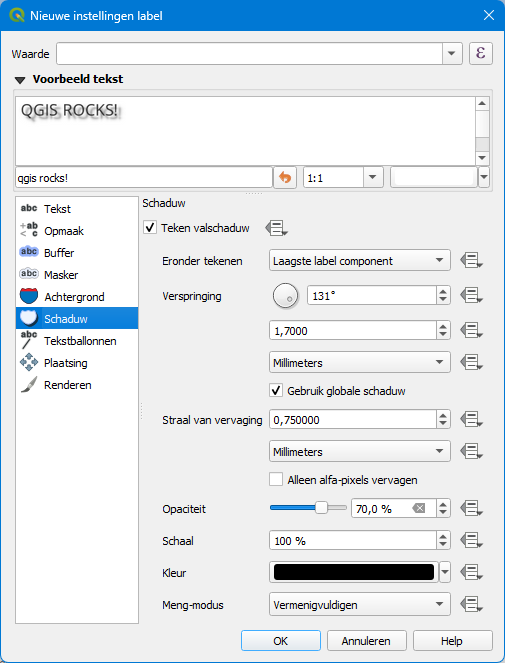 Nieuwe instellingen label
Waarde
ε
Voorbeeld tekst
QGIS ROCKS!
qgis rocks!
1:1
abc Tekst
+ab
<c Opmaak
abc Buffer
abc Masker
Achtergrond
Schaduw
abc Tekstballonnen
Plaatsing
Renderen
Schaduw
Teken valschaduw
Eronder tekenen Laagste label component
Verspringing 131°
1,7000
Millimeters
Gebruik globale schaduw
Straal van vervaging 0,750000
Millimeters
Alleen alfa-pixels vervagen
Opaciteit 70,0 %
Schaal 100 %
Kleur
Meng-modus Vermenigvuldigen
OK Annuleren Help